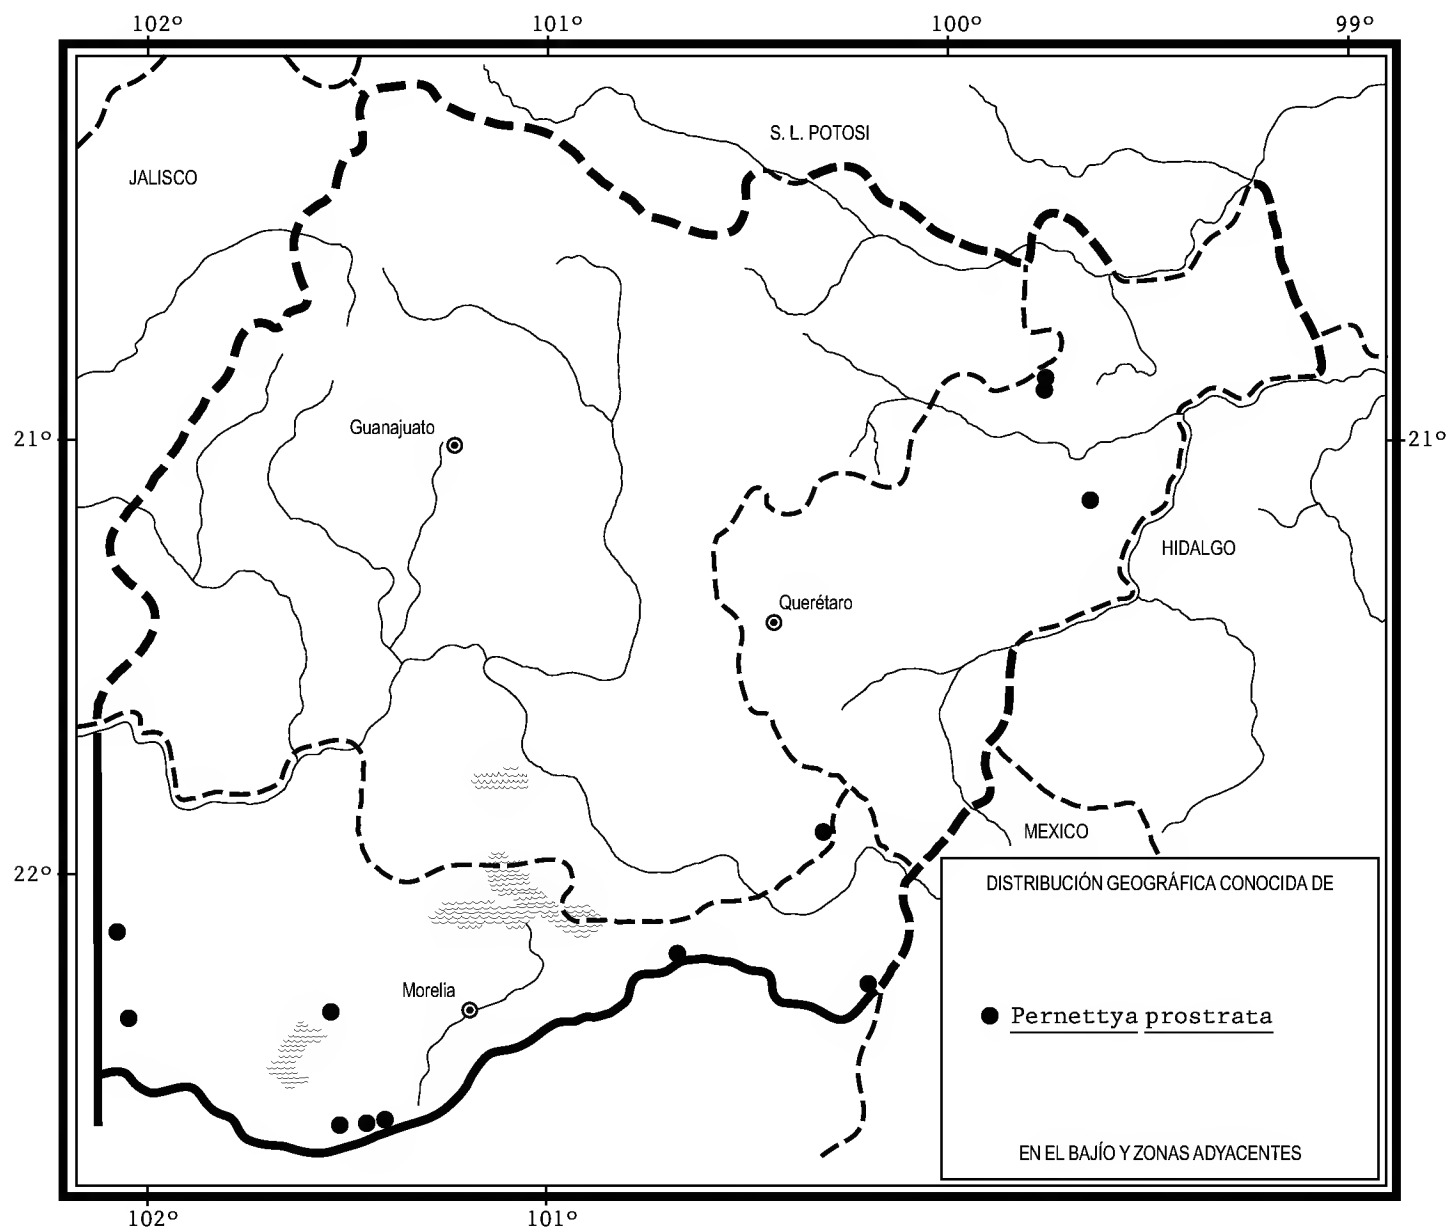 102º 101º 100º 99º
S. L. POTOSI
JALISCO
Guanajuato
21º 21º
HIDALGO
Querétaro
MEXICO
22º
DISTRIBUCIÓN GEOGRÁFICA CONOCIDA DE
Morelia
Pernettya prostrata
EN EL BAJÍO Y ZONAS ADYACENTES
102º 101º